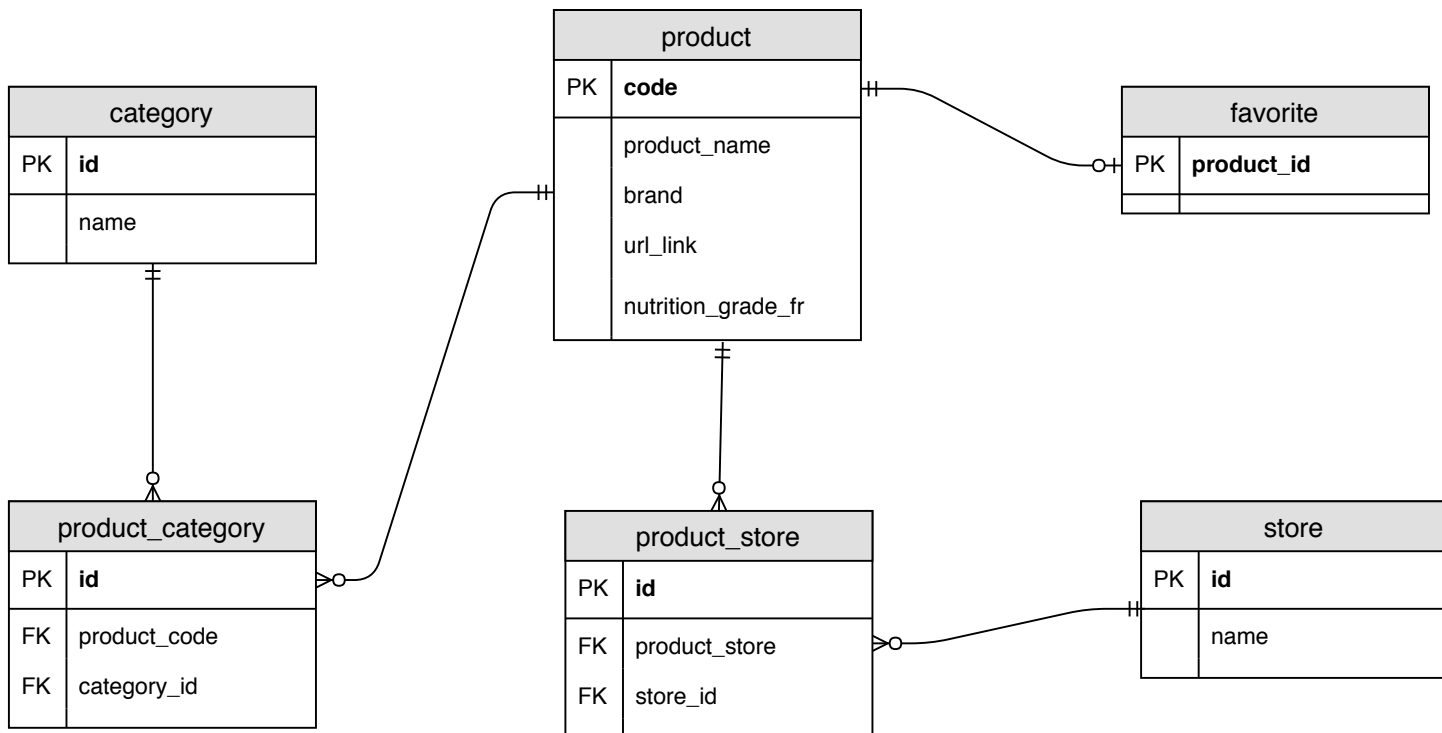 product
PK code
product_name
brand
url_link
nutrition_grade_fr
category
PK id
name
favorite
PK product_id
product_category
PK id
FK product_code
FK category_id
product_store
PK id
FK product_store
FK store_id
store
PK id
name